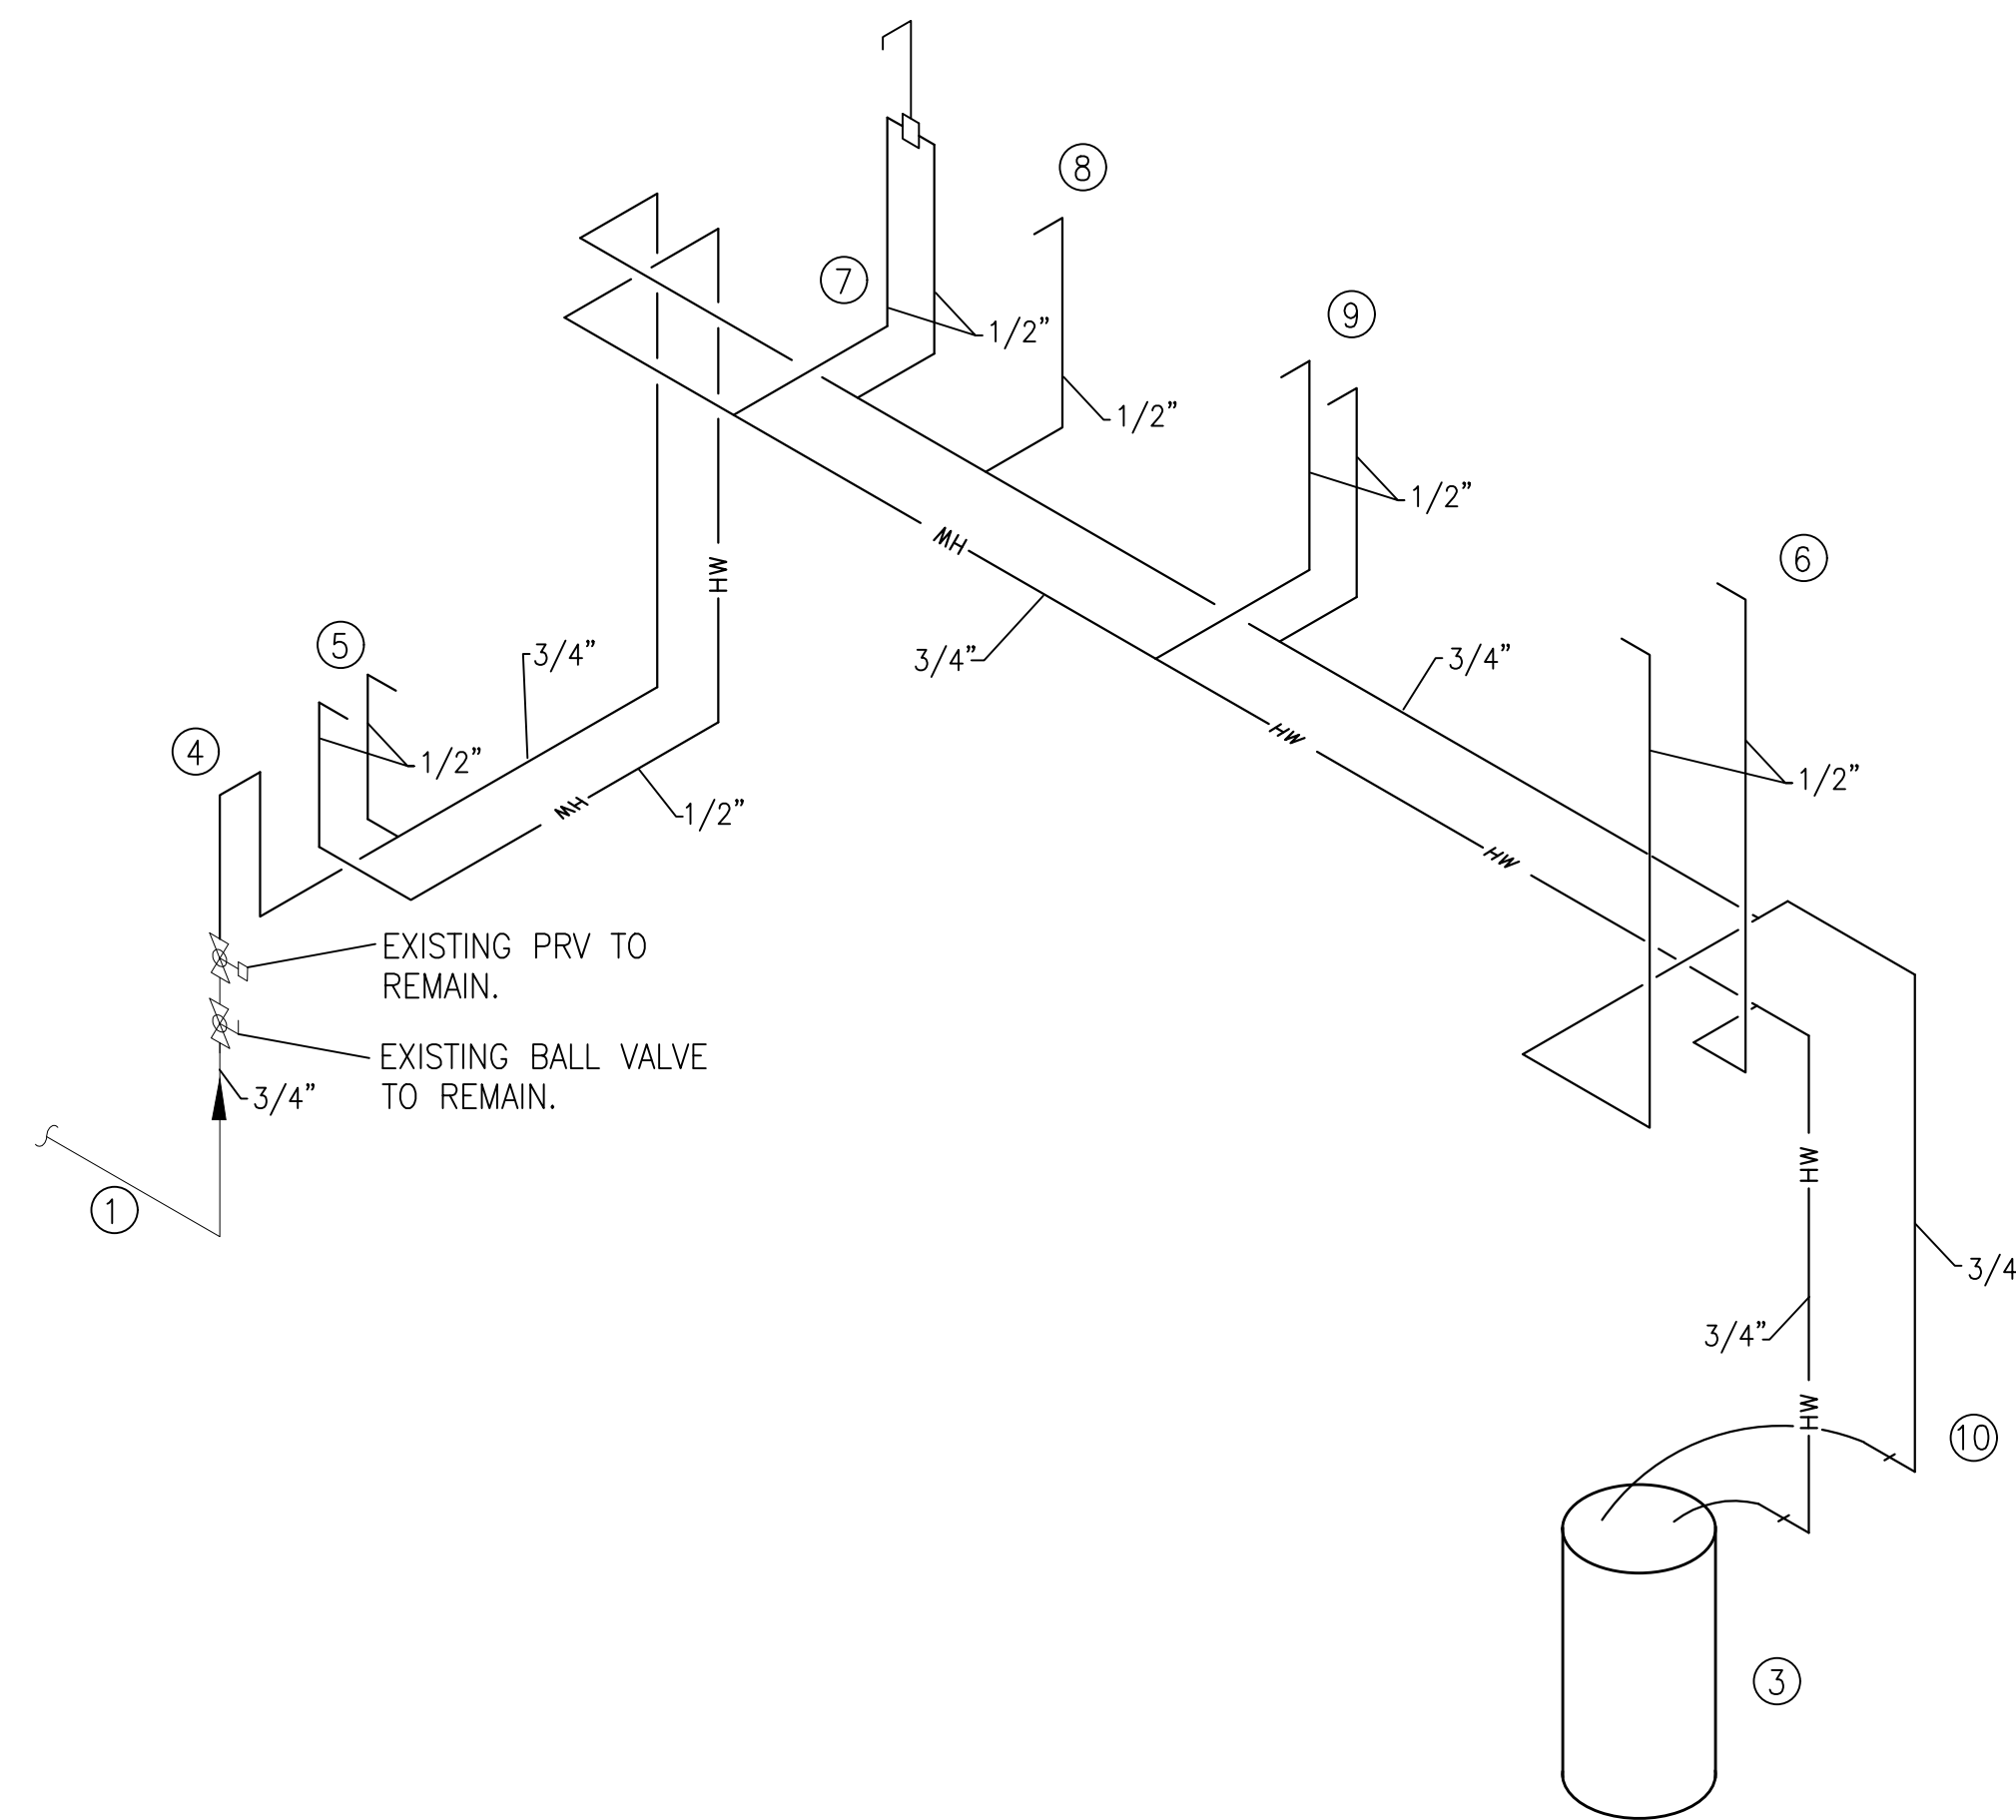 8
7
9
1/2"
1/2"
1/2"
HW
HW
6
5
3/4"
3/4"
3/4"
HW
4
1/2"
1/2"
1/2"
HW
HW
EXISTING PRV TO
REMAIN.
EXISTING BALL VALVE
TO REMAIN.
3/4"
1
HW
3/4
3/4"
HW
10
3